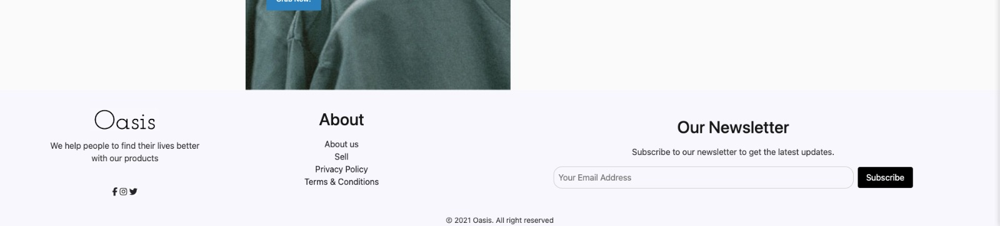 Grab Now!
Oasis
We help people to find their lives better
with our products
About
About us
Sell
Privacy Policy
Terms & Conditions
Our Newsletter
Subscribe to our newsletter to get the latest updates.
Your Email Address
Subscribe
© 2021 Oasis. All right reserved